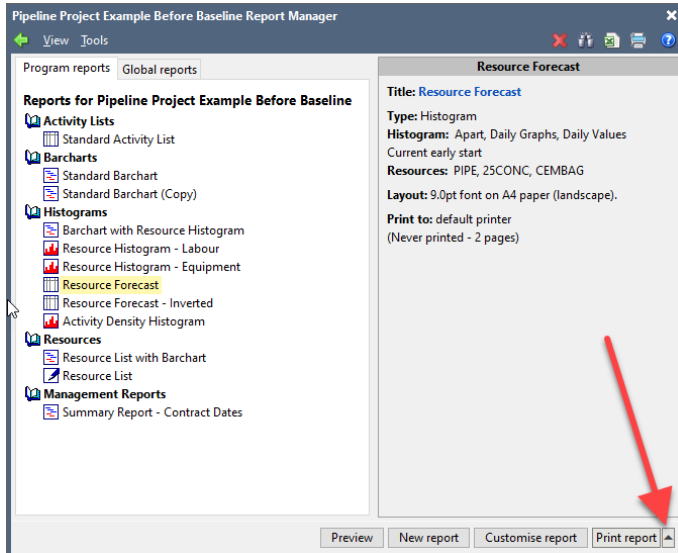 Pipeline Project Example Before Baseline Report Manager
View Tools
Program reports Global reports
Reports for Pipeline Project Example Before Baseline
Activity Lists
Standard Activity List
Barcharts
Standard Barchart
Standard Barchart (Copy)
Histograms
Barchart with Resource Histogram
Resource Histogram - Labour
Resource Histogram - Equipment
Resource Forecast
Resource Forecast - Inverted
Activity Density Histogram
Resources
Resource List with Barchart
Resource List
Management Reports
Summary Report - Contract Dates
Resource Forecast
Title: Resource Forecast
Type: Histogram
Histogram: Apart, Daily Graphs, Daily Values
Current early start
Resources: PIPE, 25CONC, CEMBAG
Layout: 9.0pt font on A4 paper (landscape).
Print to: default printer
(Never printed - 2 pages)
Preview New report Customise report Print report